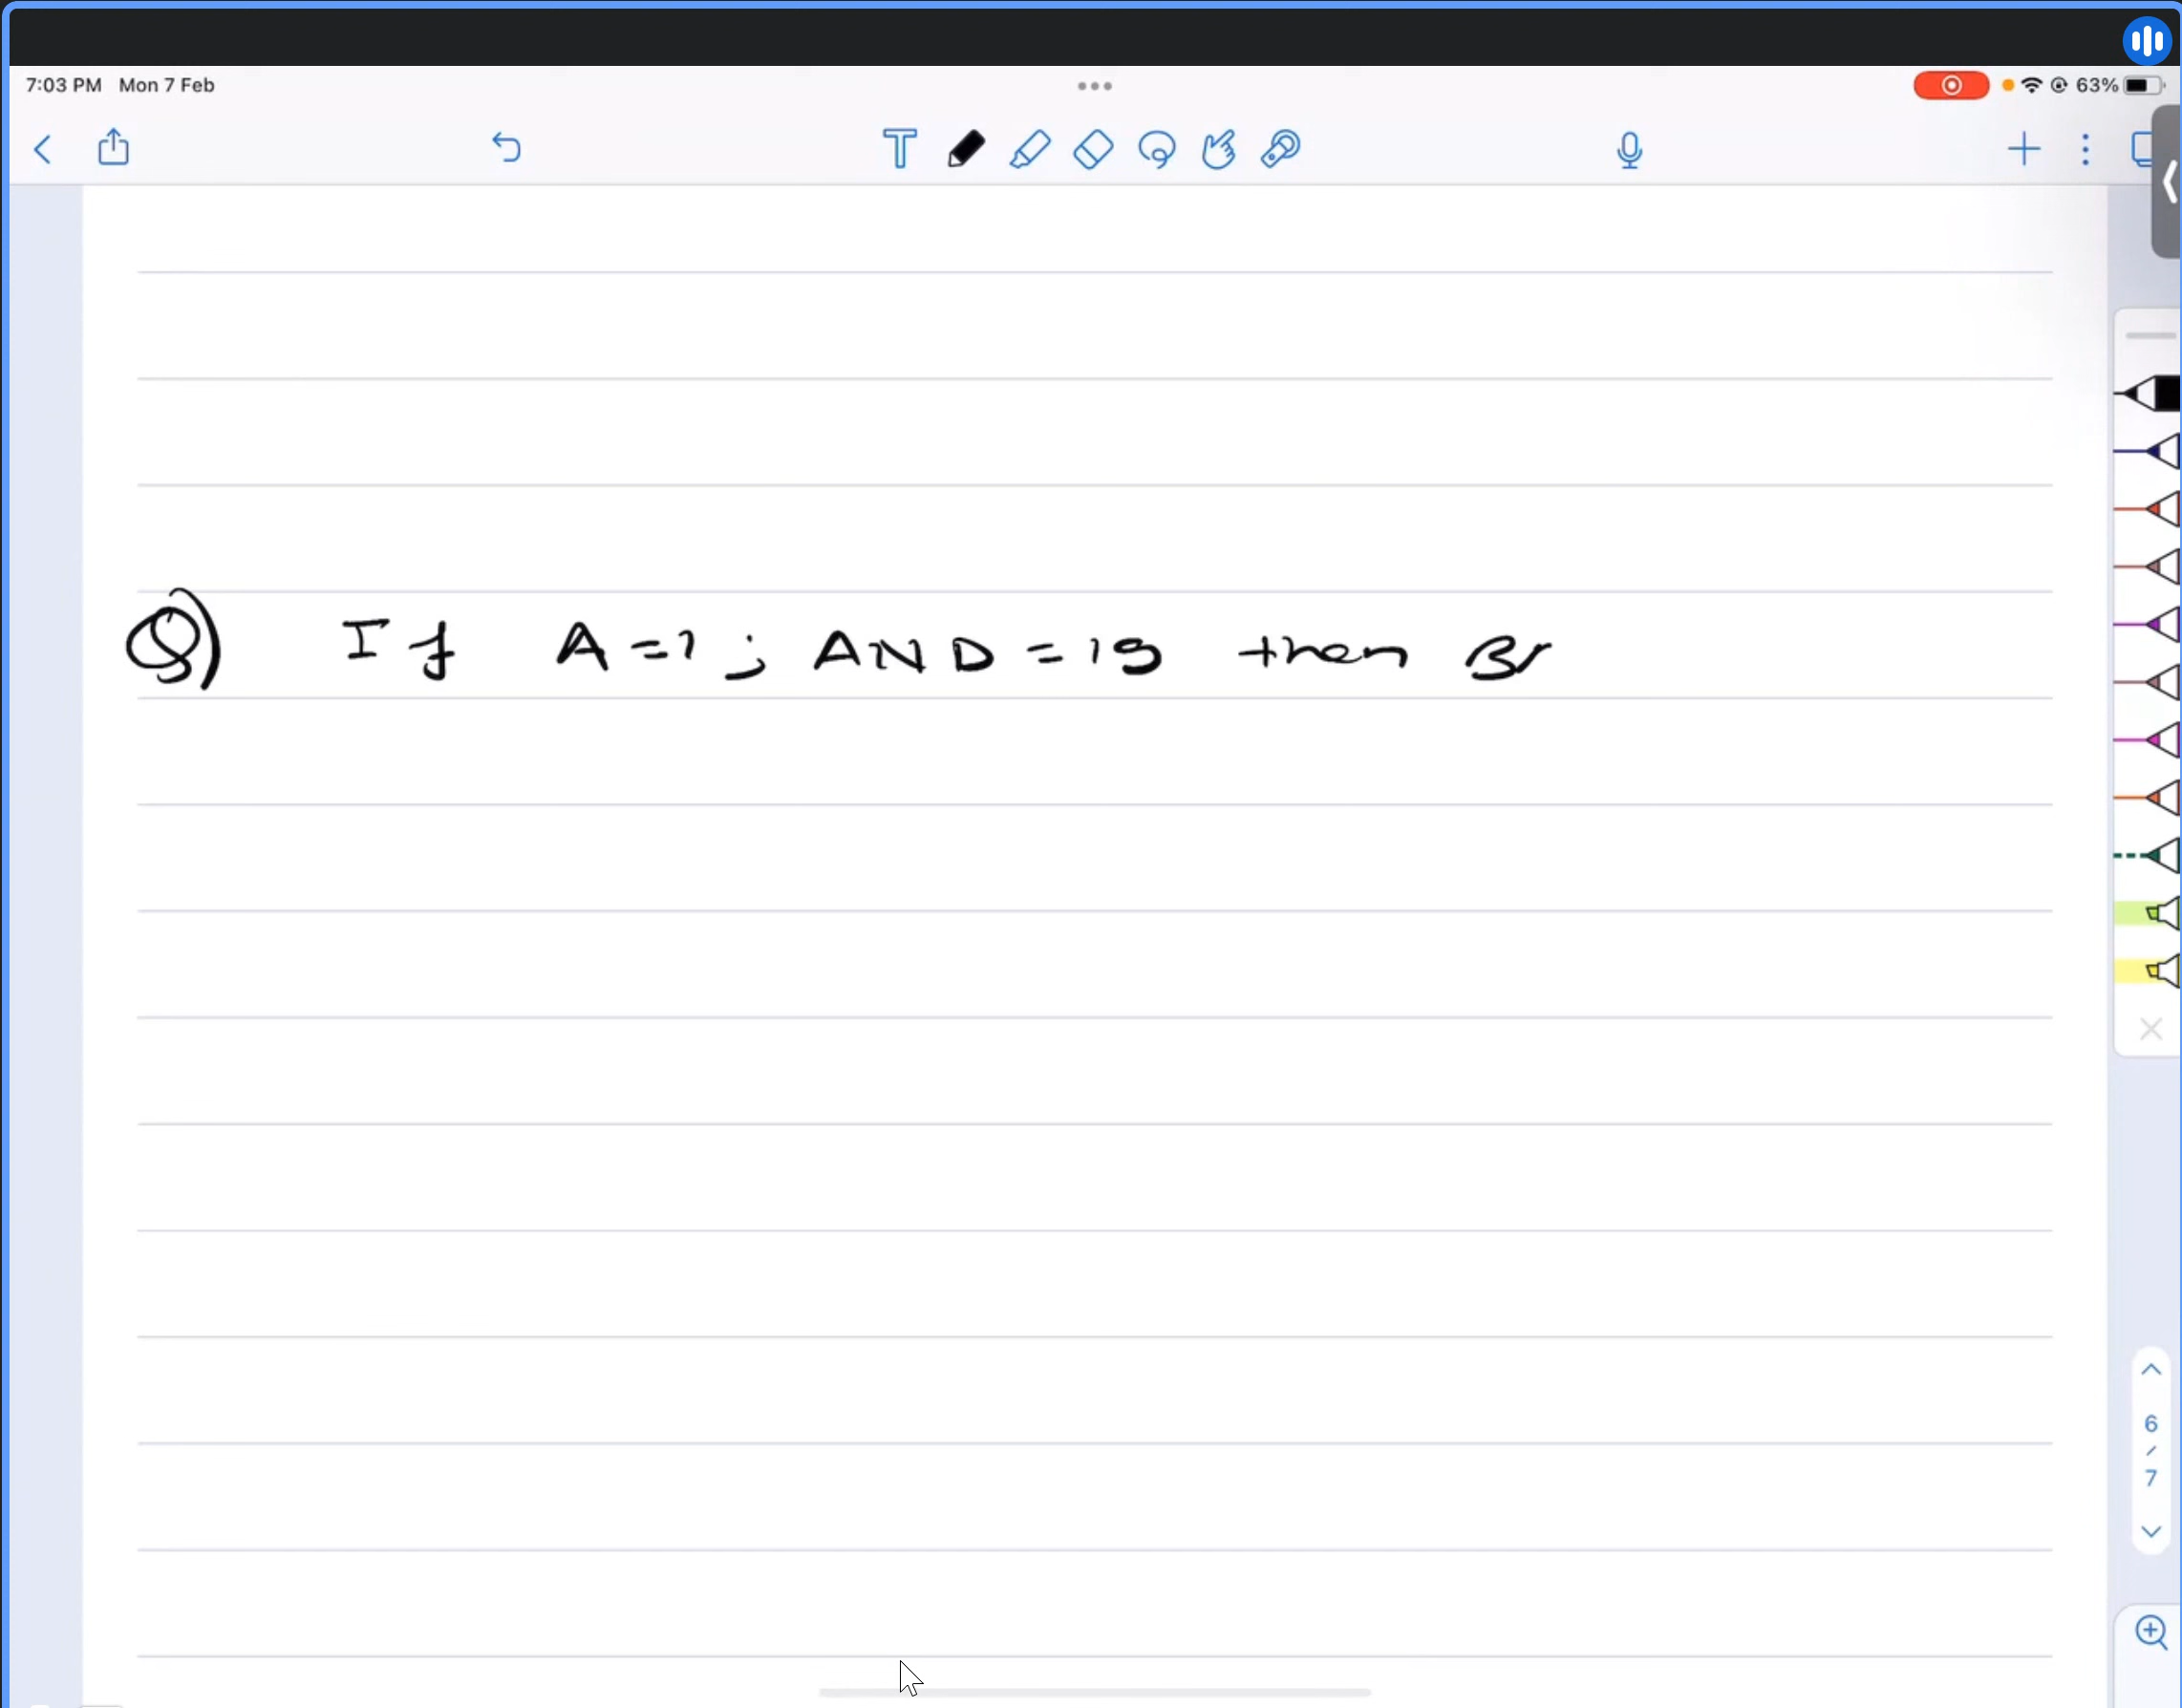 7:03 PM Mon 7 Feb
63%
Q) If A=1; AND=19 then Br
6
/
7